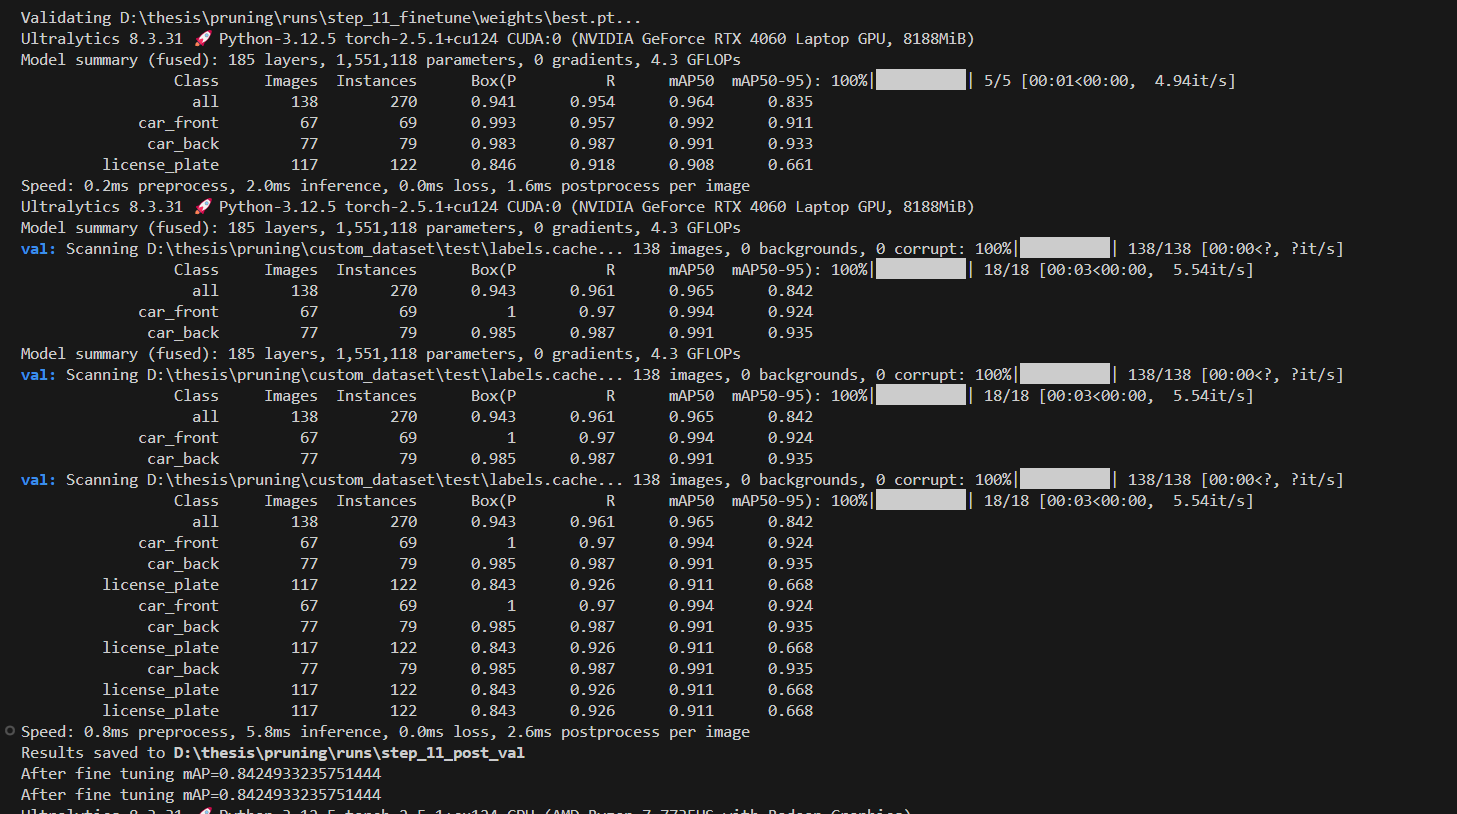 Validating D:\thesis\pruning\runs\step_11_finetune\weights\best.pt...
Ultralytics 8.3.31 🚀 Python-3.12.5 torch-2.5.1+cu124 CUDA:0 (NVIDIA GeForce RTX 4060 Laptop GPU, 8188MiB)
Model summary (fused): 185 layers, 1,551,118 parameters, 0 gradients, 4.3 GFLOPs
Class Images Instances Box(P R mAP50 mAP50-95): 100%|██████████| 5/5 [00:01<00:00, 4.94it/s]
all 138 270 0.941 0.954 0.964 0.835
car_front 67 69 0.993 0.957 0.992 0.911
car_back 77 79 0.983 0.987 0.991 0.933
license_plate 117 122 0.846 0.918 0.908 0.661
Speed: 0.2ms preprocess, 2.0ms inference, 0.0ms loss, 1.6ms postprocess per image
Ultralytics 8.3.31 🚀 Python-3.12.5 torch-2.5.1+cu124 CUDA:0 (NVIDIA GeForce RTX 4060 Laptop GPU, 8188MiB)
Model summary (fused): 185 layers, 1,551,118 parameters, 0 gradients, 4.3 GFLOPs
val: Scanning D:\thesis\pruning\custom_dataset\test\labels.cache... 138 images, 0 backgrounds, 0 corrupt: 100%|██████████| 138/138 [00:00<?, ?it/s]
Class Images Instances Box(P R mAP50 mAP50-95): 100%|██████████| 18/18 [00:03<00:00, 5.54it/s]
all 138 270 0.943 0.961 0.965 0.842
car_front 67 69 1 0.97 0.994 0.924
car_back 77 79 0.985 0.987 0.991 0.935
Model summary (fused): 185 layers, 1,551,118 parameters, 0 gradients, 4.3 GFLOPs
val: Scanning D:\thesis\pruning\custom_dataset\test\labels.cache... 138 images, 0 backgrounds, 0 corrupt: 100%|██████████| 138/138 [00:00<?, ?it/s]
Class Images Instances Box(P R mAP50 mAP50-95): 100%|██████████| 18/18 [00:03<00:00, 5.54it/s]
all 138 270 0.943 0.961 0.965 0.842
car_front 67 69 1 0.97 0.994 0.924
car_back 77 79 0.985 0.987 0.991 0.935
val: Scanning D:\thesis\pruning\custom_dataset\test\labels.cache... 138 images, 0 backgrounds, 0 corrupt: 100%|██████████| 138/138 [00:00<?, ?it/s]
Class Images Instances Box(P R mAP50 mAP50-95): 100%|██████████| 18/18 [00:03<00:00, 5.54it/s]
all 138 270 0.943 0.961 0.965 0.842
car_front 67 69 1 0.97 0.994 0.924
car_back 77 79 0.985 0.987 0.991 0.935
license_plate 117 122 0.843 0.926 0.911 0.668
car_front 67 69 1 0.97 0.994 0.924
car_back 77 79 0.985 0.987 0.991 0.935
license_plate 117 122 0.843 0.926 0.911 0.668
car_back 77 79 0.985 0.987 0.991 0.935
license_plate 117 122 0.843 0.926 0.911 0.668
license_plate 117 122 0.843 0.926 0.911 0.668
Speed: 0.8ms preprocess, 5.8ms inference, 0.0ms loss, 2.6ms postprocess per image
Results saved to D:\thesis\pruning\runs\step_11_post_val
After fine tuning mAP=0.8424933235751444
After fine tuning mAP=0.8424933235751444